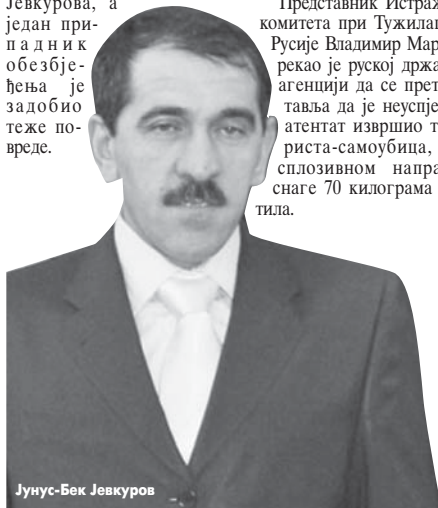 Јевкурова, а
један при-
падник
обезбје-
ђења је
задобио
теже по-
вреде.
Представник Истраж
комитета при Тужилаш
Русије Владимир Мар
рекао је руској држа
агенцији да се прет
тавља да је неуспје
атентат извршио т
риста-самоубица,
сплозивном напра
снаге 70 килограма
тила.
Јунус-Бек Јевкуров